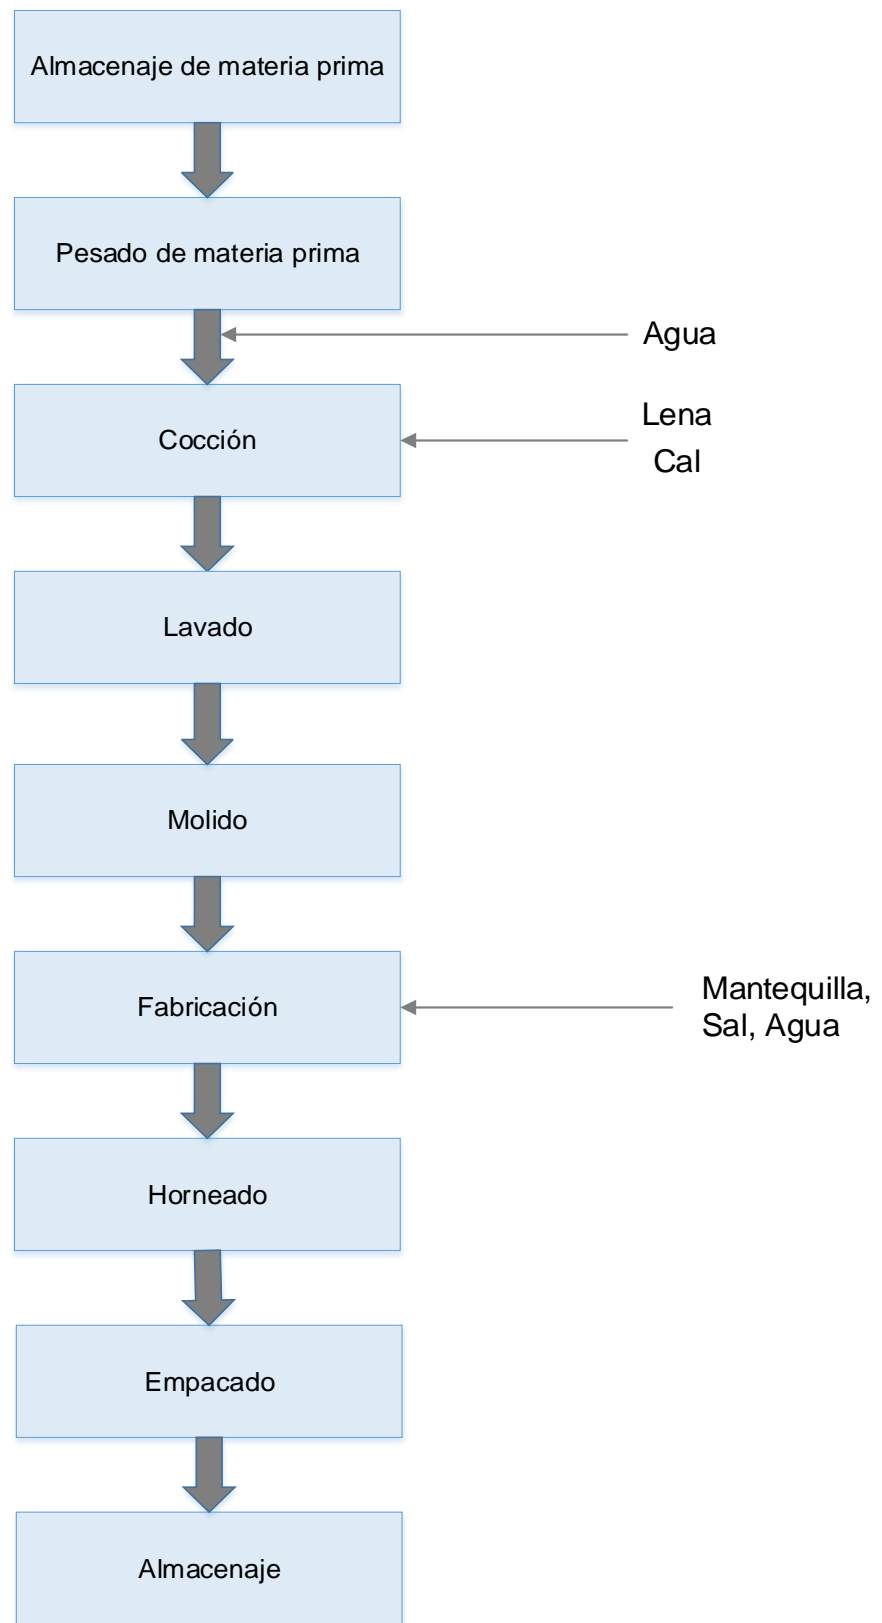 Almacenaje de materia prima
Pesado de materia prima
Agua
Cocción
Lena
Cal
Lavado
Molido
Fabricación
Mantequilla,
Sal, Agua
Horneado
Empacado
Almacenaje